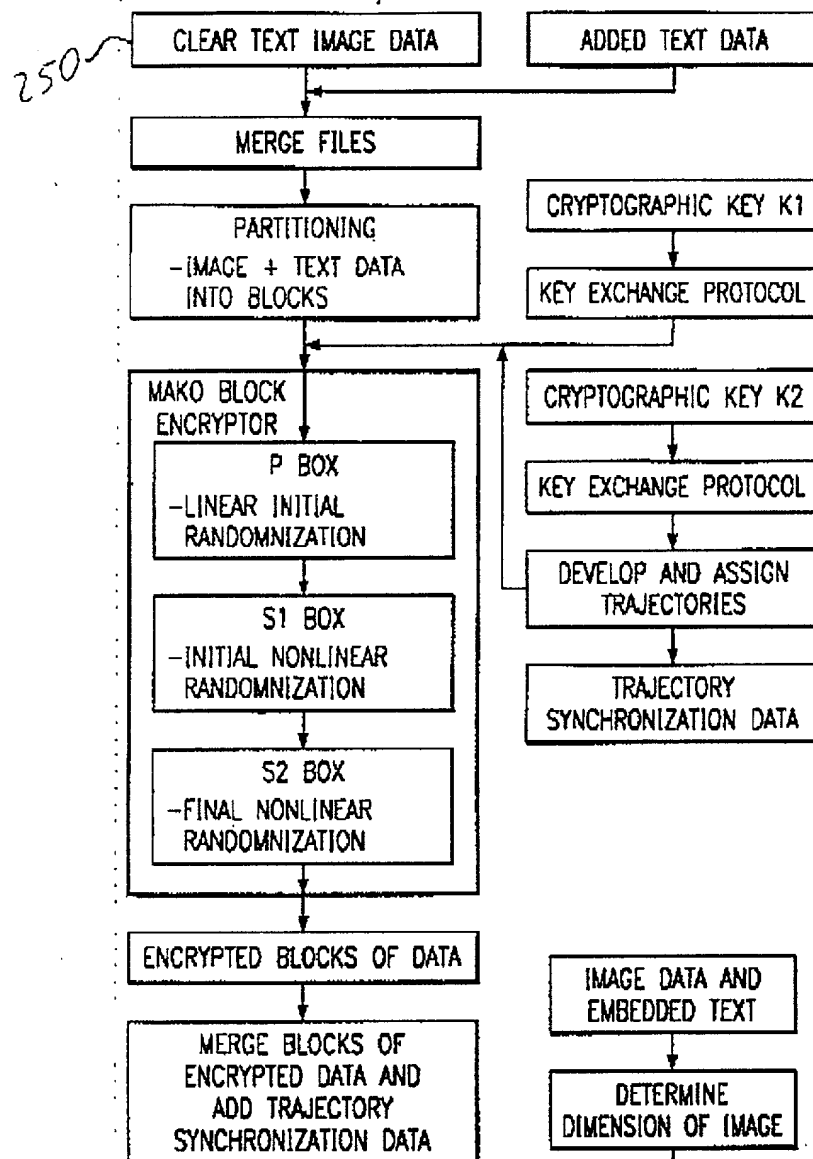 250
CLEAR TEXT IMAGE DATA
ADDED TEXT DATA
MERGE FILES
PARTITIONING
-IMAGE + TEXT DATA
INTO BLOCKS
CRYPTOGRAPHIC KEY K1
KEY EXCHANGE PROTOCOL
MAKO BLOCK
ENCRYPTOR
P BOX
-LINEAR INITIAL
RANDOMNIZATION
S1 BOX
-INITIAL NONLINEAR
RANDOMNIZATION
S2 BOX
-FINAL NONLINEAR
RANDOMNIZATION
CRYPTOGRAPHIC KEY K2
KEY EXCHANGE PROTOCOL
DEVELOP AND ASSIGN
TRAJECTORIES
TRAJECTORY
SYNCHRONIZATION DATA
ENCRYPTED BLOCKS OF DATA
MERGE BLOCKS OF
ENCRYPTED DATA AND
ADD TRAJECTORY
SYNCHRONIZATION DATA
IMAGE DATA AND
EMBEDDED TEXT
DETERMINE
DIMENSION OF IMAGE